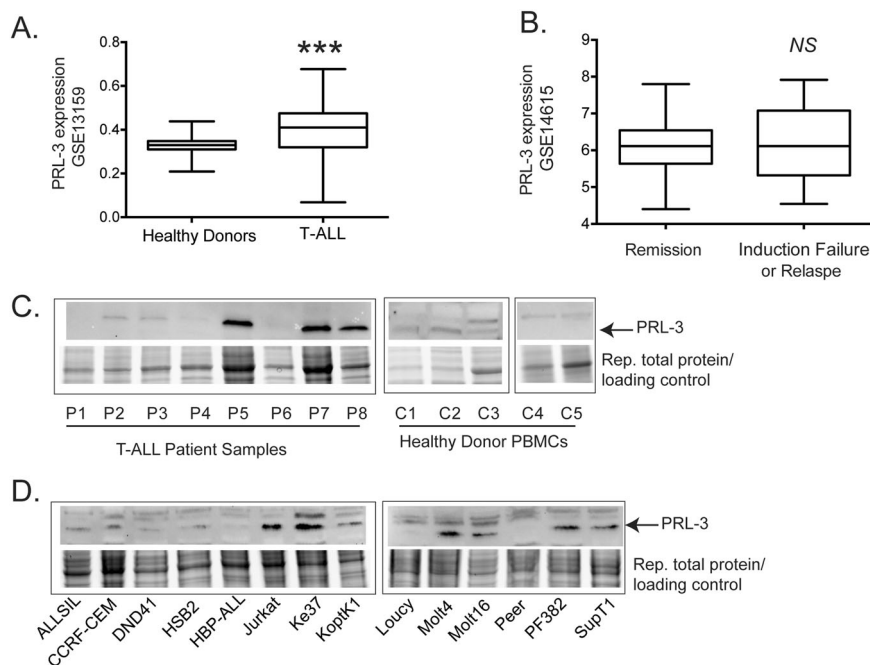 A.
PRL-3 expression
GSE13159
0.8
0.6
0.4
0.2
0.0
***
Healthy Donors
T-ALL
B.
PRL-3 expression
GSE14615
9
8
7
6
5
4
NS
Remission
Induction Failure
or Relaspe
C.
PRL-3
Rep. total protein/
loading control
P1 P2 P3 P4 P5 P6 P7 P8
C1 C2 C3 C4 C5
T-ALL Patient Samples
Healthy Donor PBMCs
D.
PRL-3
Rep. total protein/
loading control
ALLSIL
CCRF-CEM
DND41
HSB2
HBP-ALL
Jurkat
Ke37
KoptK1
Loucy
Molt4
Molt16
Peer
PF382
SupT1